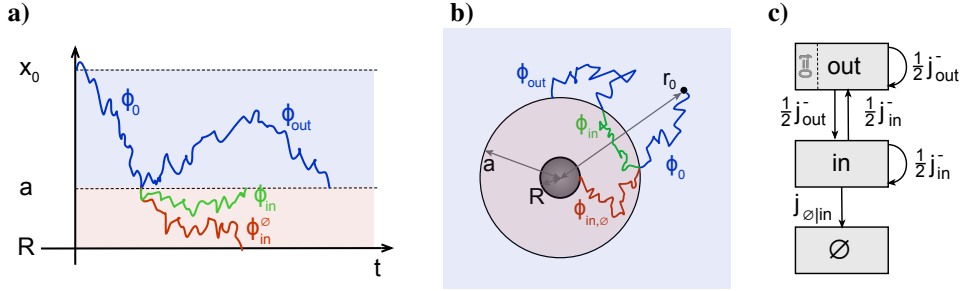 a)
x₀
ϕ₀
ϕout
a
ϕin
ϕin^∅
R
t
b)
ϕout
r₀
ϕin
ϕ₀
a
R
ϕin,∅
c)
out
½ j⁻out
½ j⁻out
½ j⁻in
in
½ j⁻in
j∅|in
∅